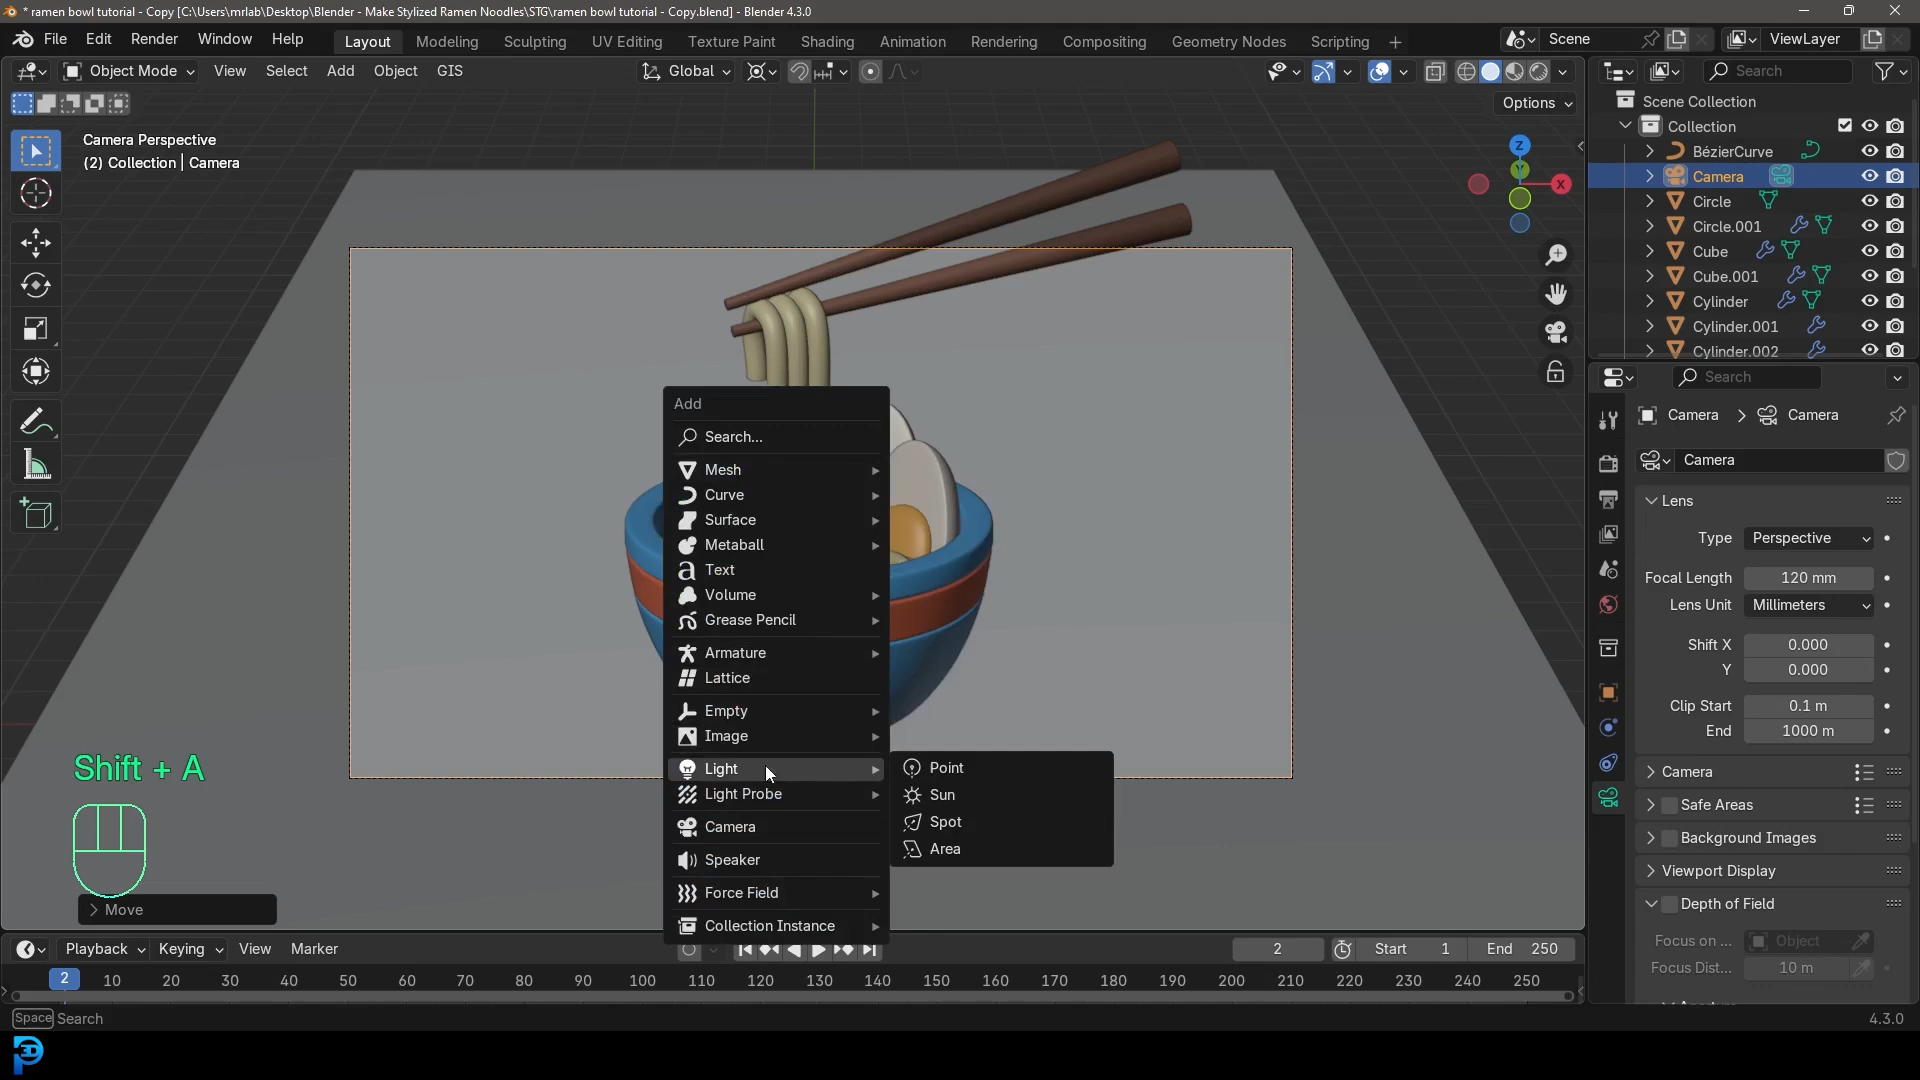 * ramen bowl tutorial - Copy [C:\Users\mrlab\Desktop\Blender - Make Stylized Ramen Noodles\STG\ramen bowl tutorial - Copy.blend] - Blender 4.3.0
File Edit Render Window Help Layout Modeling Sculpting UV Editing Texture Paint Shading Animation Rendering Compositing Geometry Nodes Scripting + Scene ViewLayer
Object Mode View Select Add Object GIS Global Search
Options
Camera Perspective
(2) Collection | Camera
Z
Y
X
Scene Collection
Collection
BézierCurve
Camera
Circle
Circle.001
Cube
Cube.001
Cylinder
Cylinder.001
Cylinder.002
Add
Search...
Mesh
Curve
Surface
Metaball
Text
Volume
Grease Pencil
Armature
Lattice
Empty
Image
Light
Light Probe
Camera
Speaker
Force Field
Collection Instance
Point
Sun
Spot
Area
Shift + A
Move
Search
Camera > Camera
Camera
Lens
Type Perspective
Focal Length 120 mm
Lens Unit Millimeters
Shift X 0.000
Y 0.000
Clip Start 0.1 m
End 1000 m
Camera
Safe Areas
Background Images
Viewport Display
Depth of Field
Focus on ... Object
Focus Dist... 10 m
Playback Keying View Marker 2 Start 1 End 250
2 10 20 30 40 50 60 70 80 90 100 110 120 130 140 150 160 170 180 190 200 210 220 230 240 250
Space Search 4.3.0